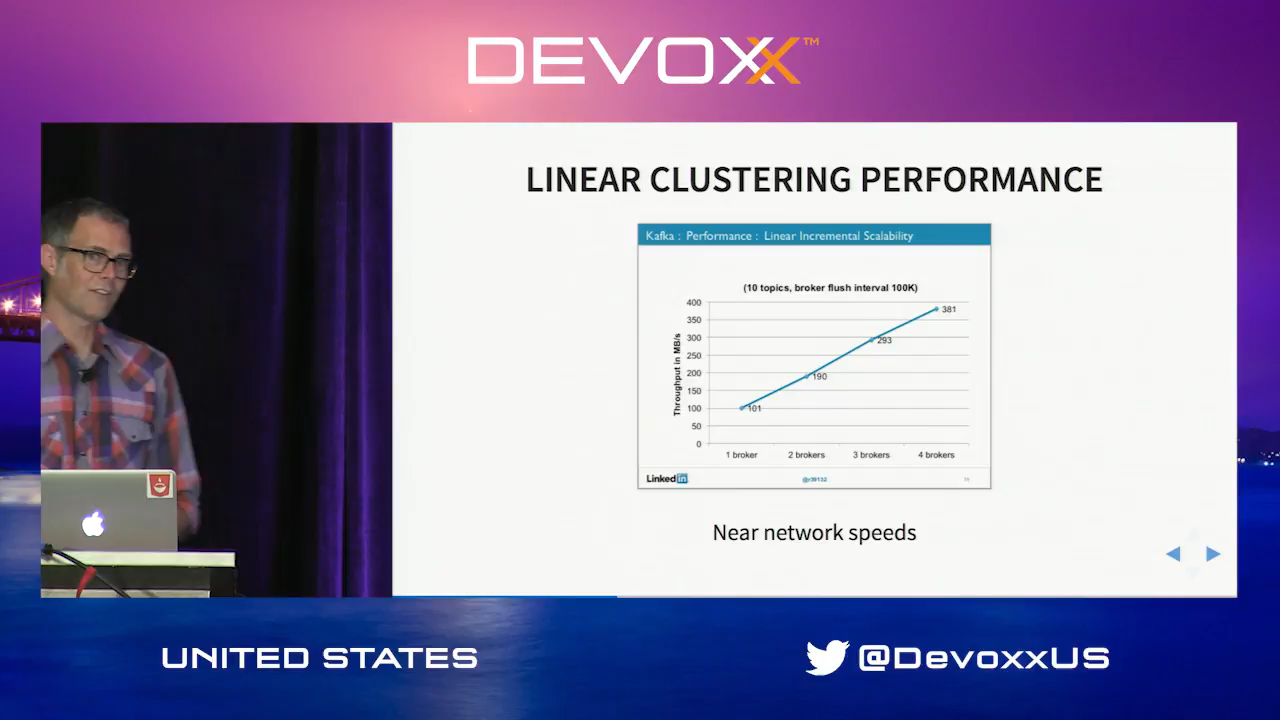 DEVOXX™
LINEAR CLUSTERING PERFORMANCE
Kafka : Performance : Linear Incremental Scalability
(10 topics, broker flush interval 100K)
Throughput in MB/s
400
350
300
250
200
150
100
50
0
101
190
293
381
1 broker
2 brokers
3 brokers
4 brokers
LinkedIn
@r39132
Near network speeds
UNITED STATES
@DevoxxUS